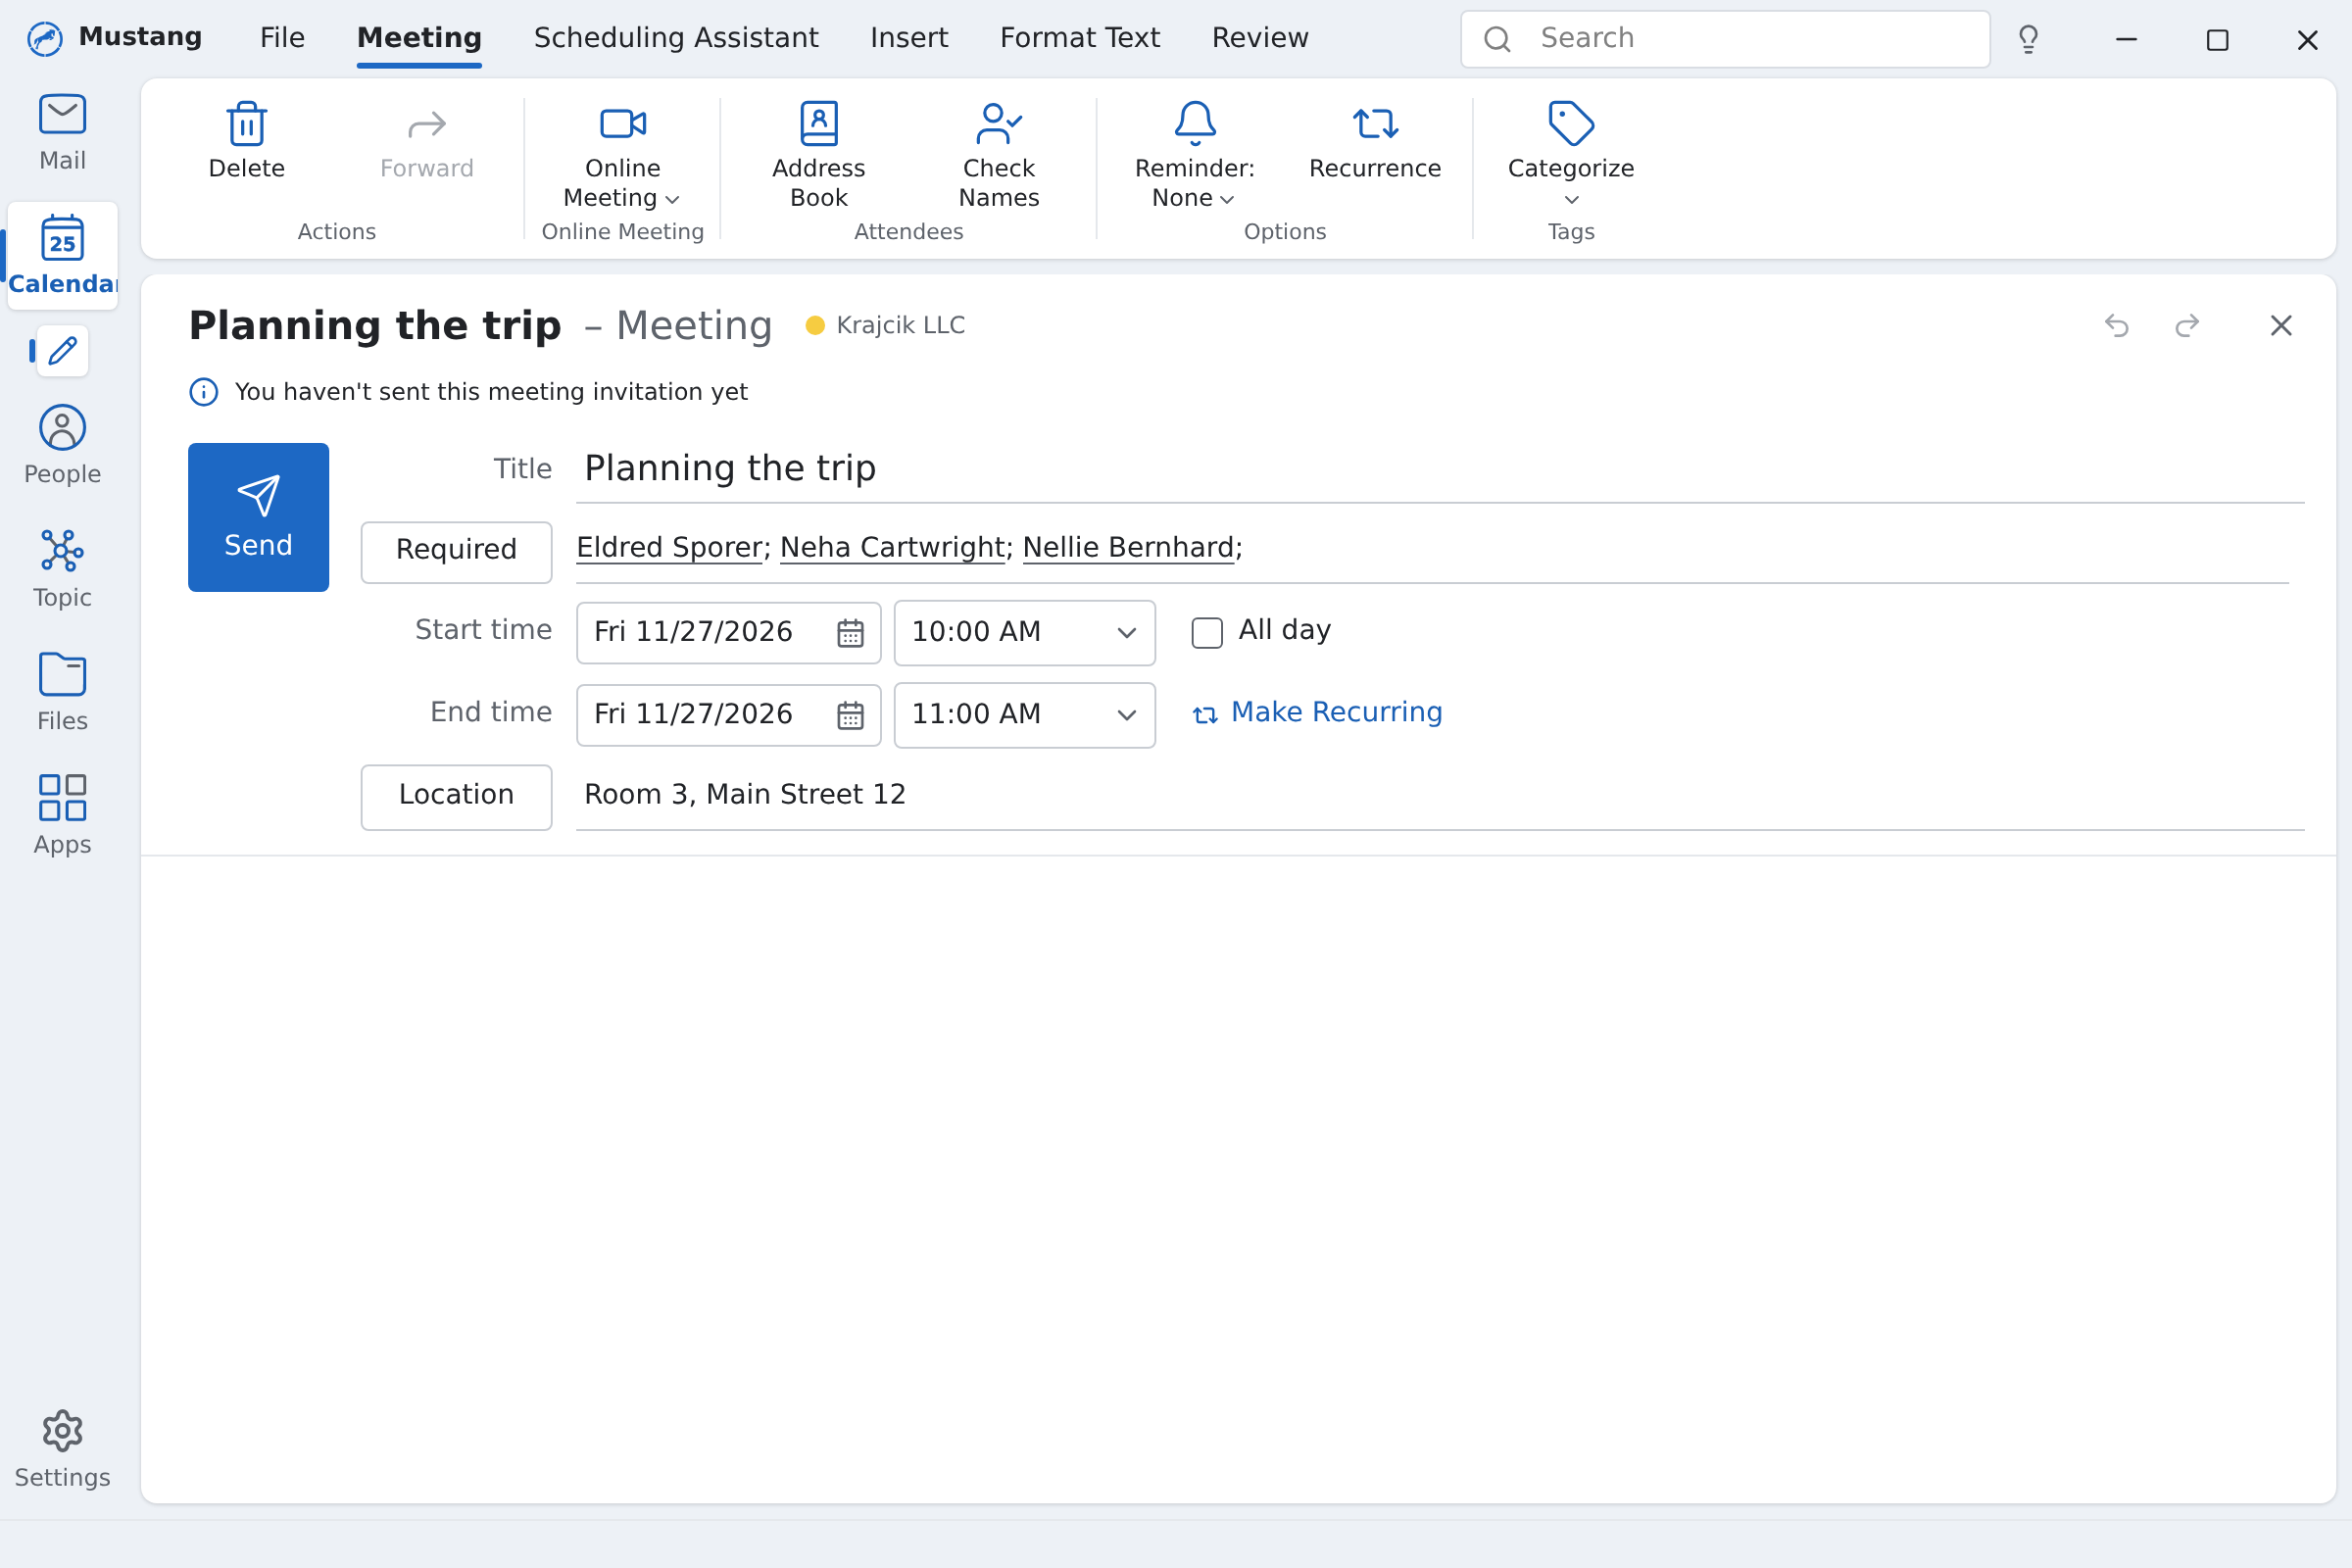 Mustang
File Meeting Scheduling Assistant Insert Format Text Review
Search
Mail
25
Calendar
People
Topic
Files
Apps
Settings
Delete
Forward
Actions
Online
Meeting
Online Meeting
Address
Book
Check
Names
Attendees
Reminder:
None
Recurrence
Options
Categorize
Tags
Planning the trip – Meeting Krajcik LLC
You haven't sent this meeting invitation yet
Send
Title Planning the trip
Required Eldred Sporer; Neha Cartwright; Nellie Bernhard;
Start time Fri 11/27/2026 10:00 AM All day
End time Fri 11/27/2026 11:00 AM Make Recurring
Location Room 3, Main Street 12